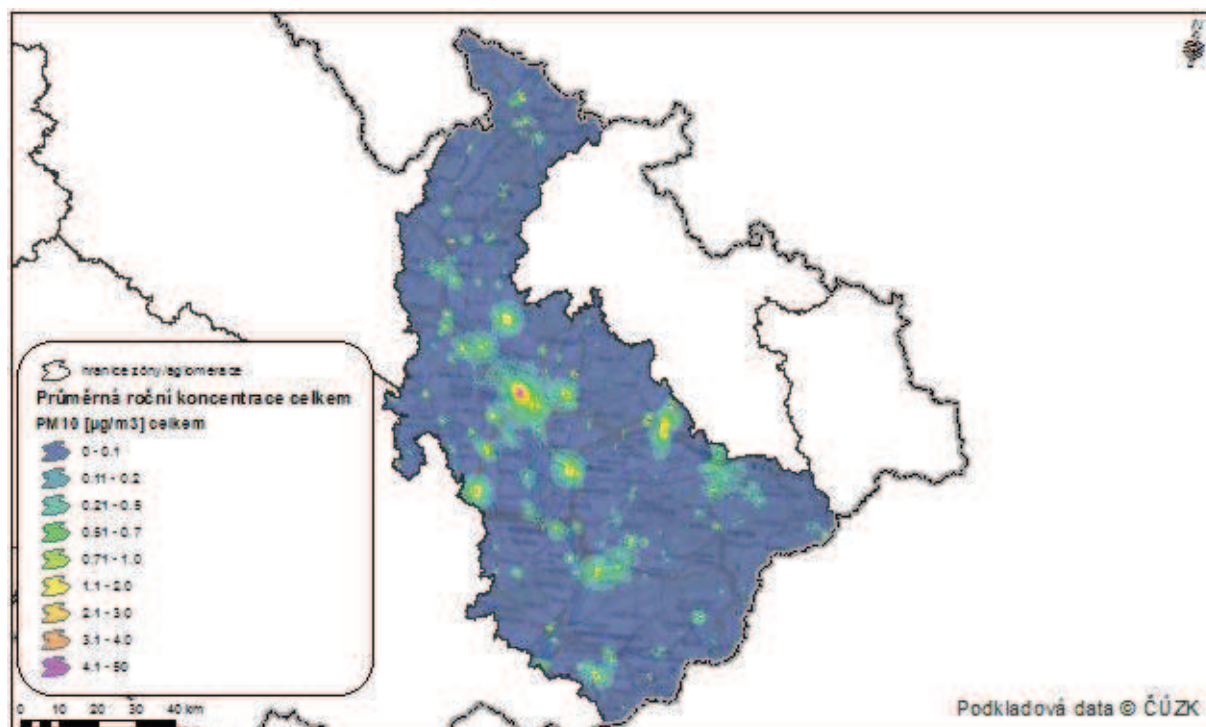 N
hranice zóny/aglomerace
Průměrná roční koncentrace celkem
PM10 [µg/m3] celkem
0 - 0.1
0.11 - 0.2
0.21 - 0.5
0.51 - 0.7
0.71 - 1.0
1.1 - 2.0
2.1 - 3.0
3.1 - 4.0
4.1 - 50
0 10 20 30 40 km
Podkladová data © ČÚZK